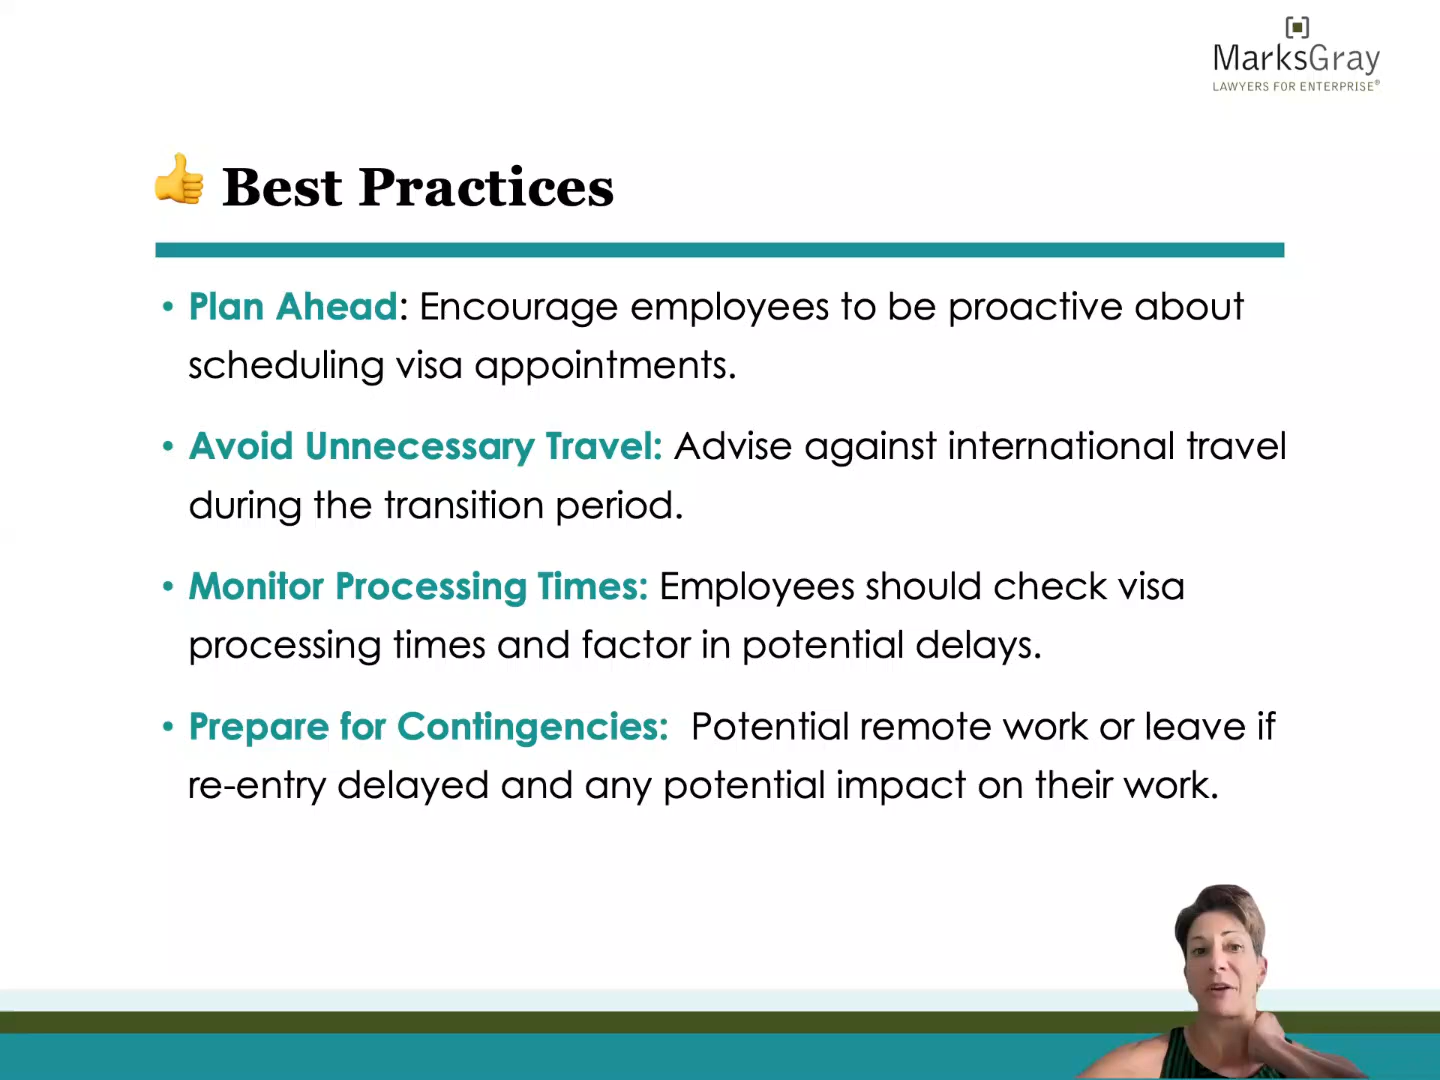 MarksGray
LAWYERS FOR ENTERPRISE®
👍 Best Practices
• Plan Ahead: Encourage employees to be proactive about
scheduling visa appointments.
• Avoid Unnecessary Travel: Advise against international travel
during the transition period.
• Monitor Processing Times: Employees should check visa
processing times and factor in potential delays.
• Prepare for Contingencies:  Potential remote work or leave if
re-entry delayed and any potential impact on their work.